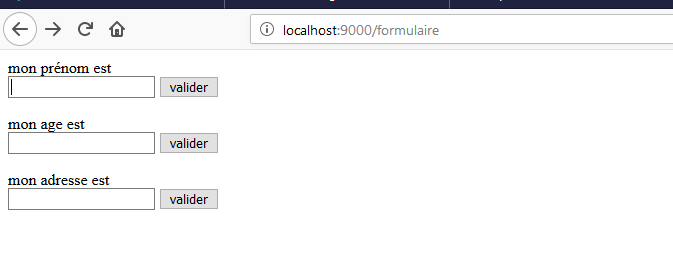 localhost:9000/formulaire
mon prénom est
valider
mon age est
valider
mon adresse est
valider